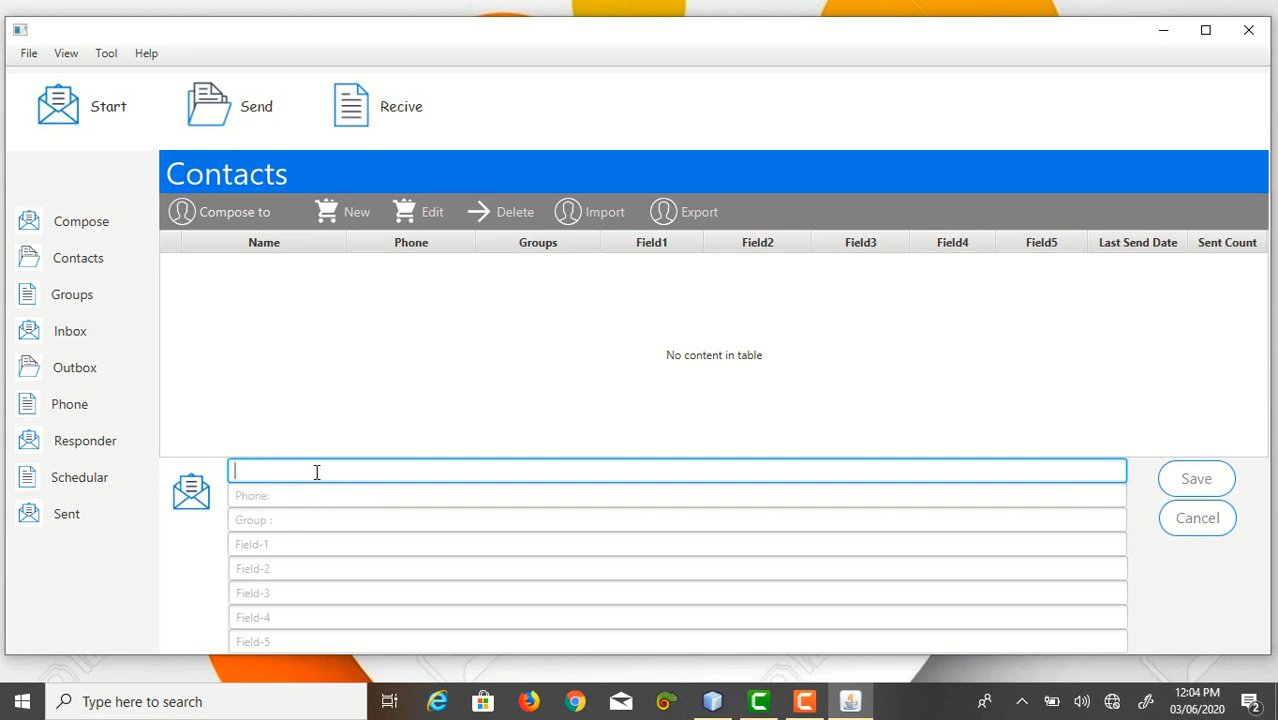 File View Tool Help
Start Send Recive
Contacts
Compose to New Edit Delete Import Export
Name Phone Groups Field1 Field2 Field3 Field4 Field5 Last Send Date Sent Count
Compose
Contacts
Groups
Inbox
Outbox
Phone
Responder
Schedular
Sent
No content in table
Phone:
Group :
Field-1
Field-2
Field-3
Field-4
Field-5
Save
Cancel
Type here to search
12:04 PM
03/06/2020
2